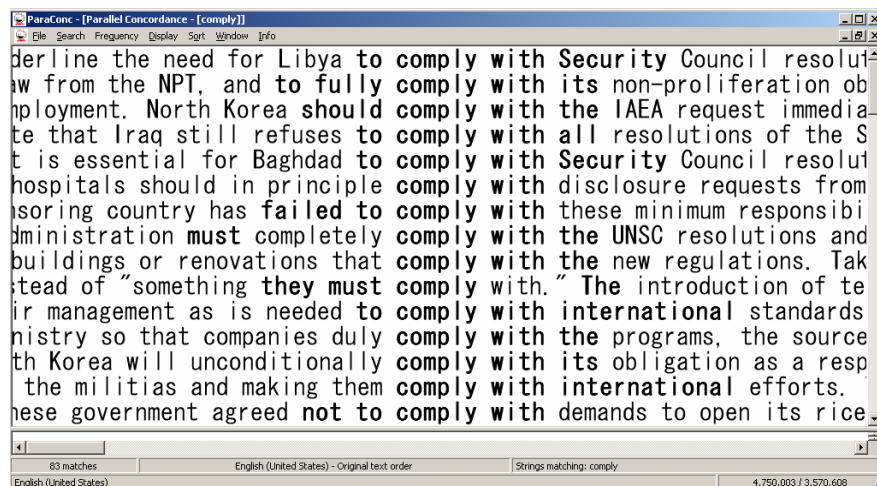 ParaConc - [Parallel Concordance - [comply]]
File Search Frequency Display Sort Window Info
derline the need for Libya to comply with Security Council resolut
aw from the NPT, and to fully comply with its non-proliferation ob
mployment. North Korea should comply with the IAEA request immedia
te that Iraq still refuses to comply with all resolutions of the S
t is essential for Baghdad to comply with Security Council resolut
hospitals should in principle comply with disclosure requests from
nsoring country has failed to comply with these minimum responsibi
dministration must completely comply with the UNSC resolutions and
buildings or renovations that comply with the new regulations. Tak
stead of "something they must comply with." The introduction of te
ir management as is needed to comply with international standards
nistry so that companies duly comply with the programs, the source
th Korea will unconditionally comply with its obligation as a resp
the militias and making them comply with international efforts.
nese government agreed not to comply with demands to open its rice
83 matches English (United States) - Original text order Strings matching: comply
English (United States) 4,750,003 / 3,570,608